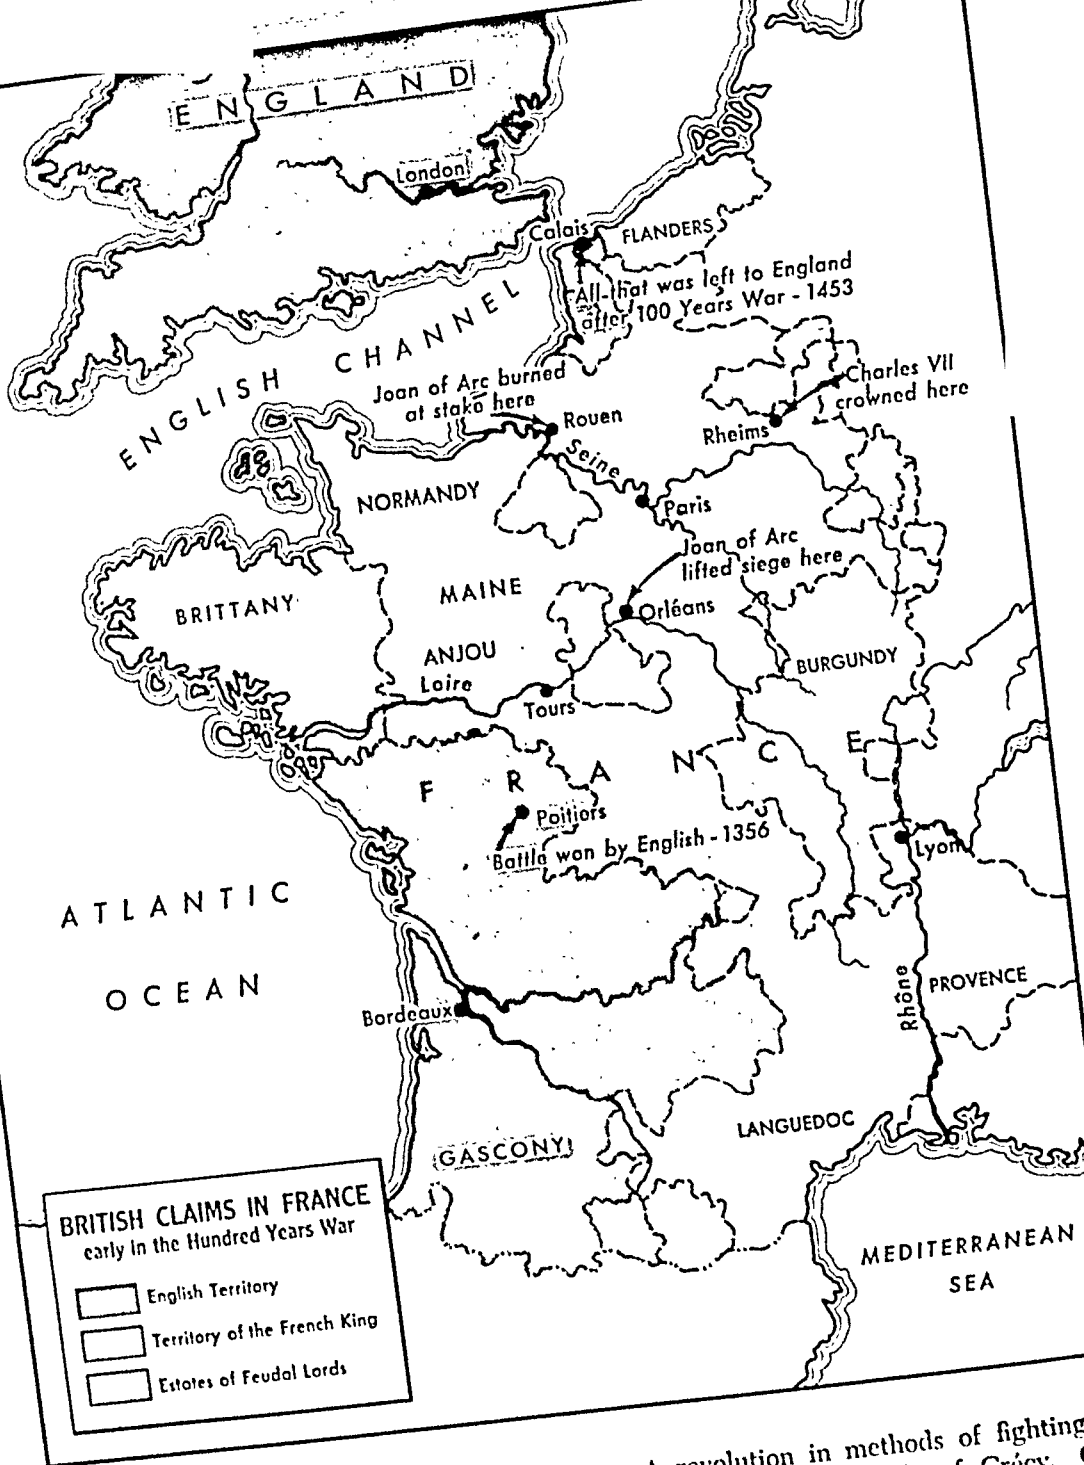 ENGLAND
London
Calais
FLANDERS
All that was left to England
after 100 Years War - 1453
ENGLISH CHANNEL
Joan of Arc burned
at stake here
Rouen
Charles VII
crowned here
Rheims
Seine
NORMANDY
Paris
Joan of Arc
lifted siege here
BRITTANY
MAINE
Orléans
ANJOU
Loire
BURGUNDY
Tours
FRANCE
Poitiers
Battle won by English - 1356
Lyon
ATLANTIC
OCEAN
Bordeaux
Rhône
PROVENCE
LANGUEDOC
GASCONY
MEDITERRANEAN
SEA
BRITISH CLAIMS IN FRANCE
early in the Hundred Years War
English Territory
Territory of the French King
Estates of Feudal Lords
revolution in methods of fighting
of Crécy.